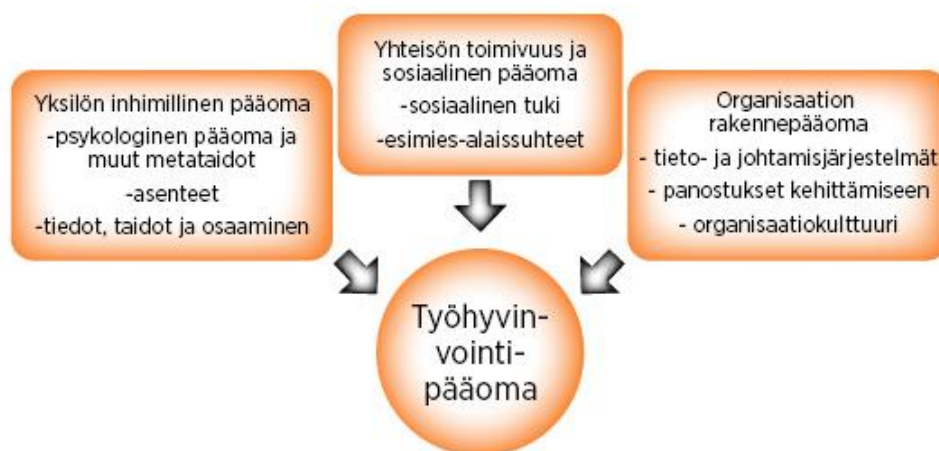 Yksilön inhimillinen pääoma
-psykologinen pääoma ja
muut metataidot
-asenteet
-tiedot, taidot ja osaaminen
Yhteisön toimivuus ja
sosiaalinen pääoma
-sosiaalinen tuki
-esimies-alaissuhteet
Organisaation
rakennepääoma
- tieto- ja johtamisjärjestelmät
- panostukset kehittämiseen
- organisaatiokulttuuri
Työhyvin-
vointi-
pääoma